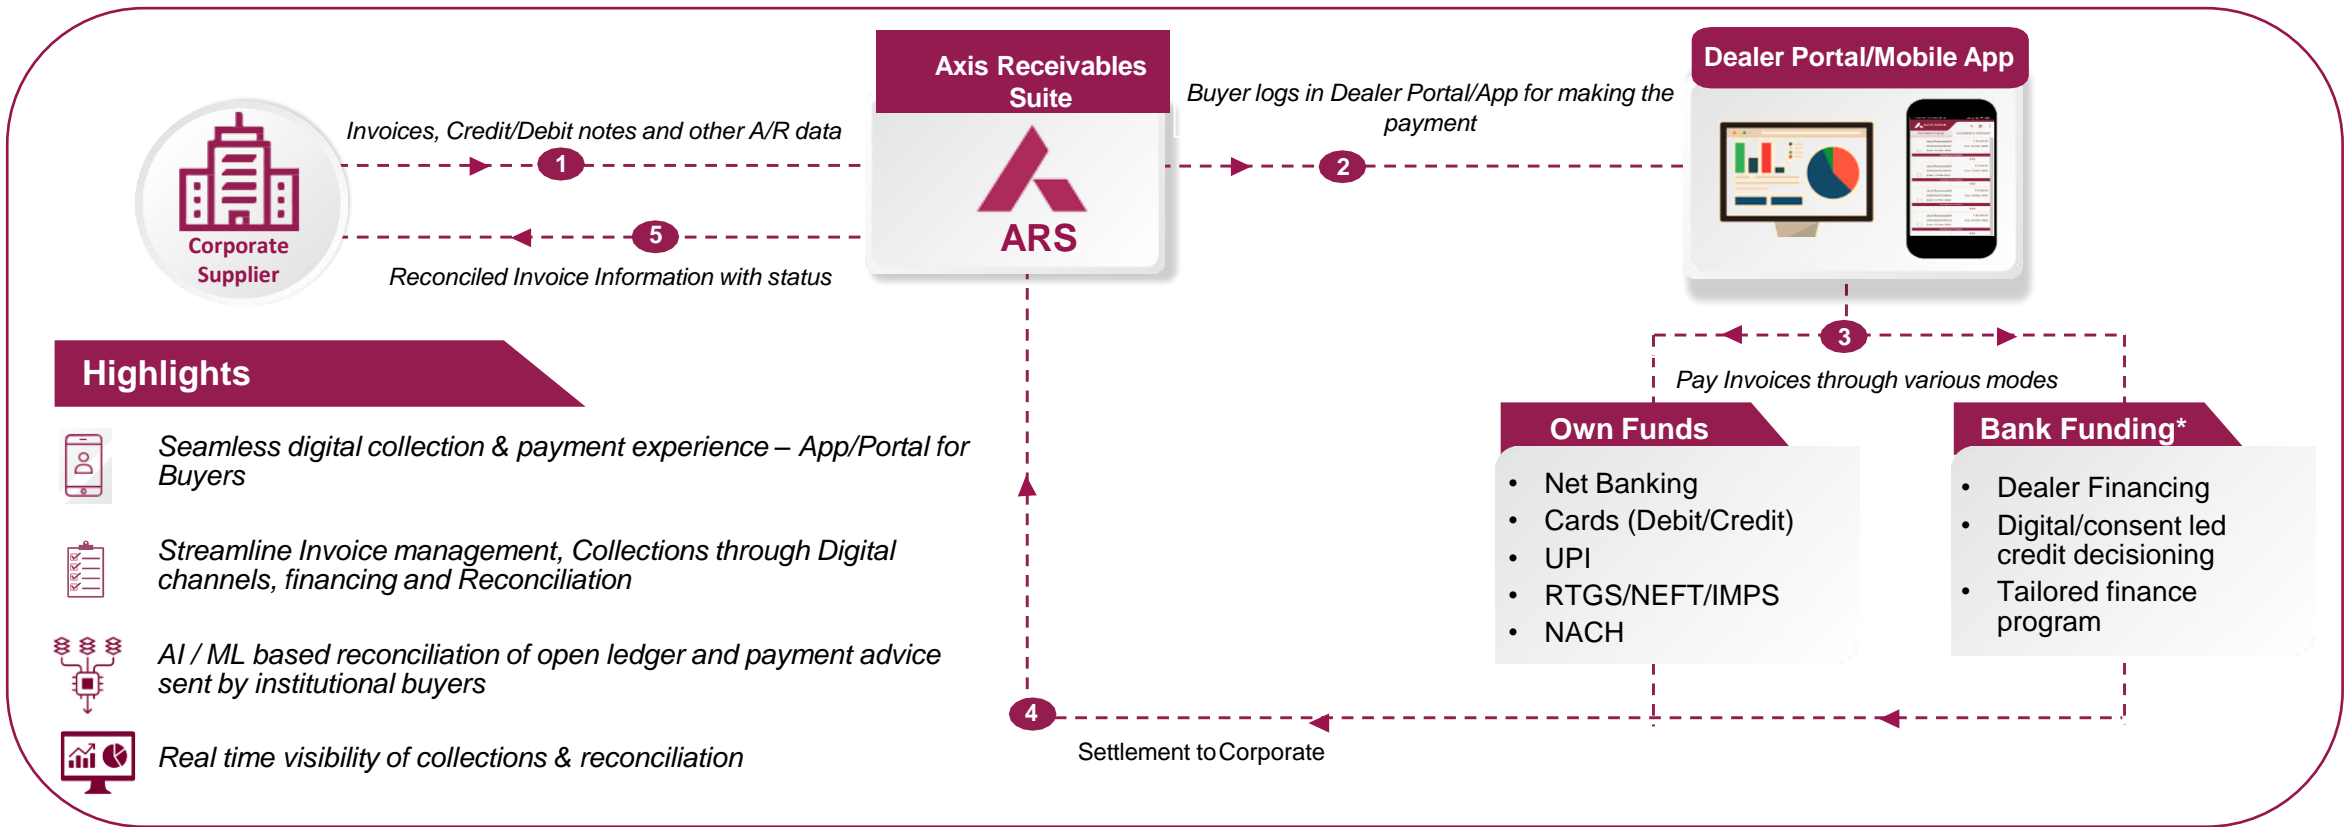 Axis Receivables
Suite
Dealer Portal/Mobile App
Buyer logs in Dealer Portal/App for making the
payment
Invoices, Credit/Debit notes and other A/R data
1
2
ARS
5
Corporate
Supplier
Reconciled Invoice Information with status
3
Pay Invoices through various modes
Highlights
Seamless digital collection & payment experience – App/Portal for
Buyers
Streamline Invoice management, Collections through Digital
channels, financing and Reconciliation
AI / ML based reconciliation of open ledger and payment advice
sent by institutional buyers
Real time visibility of collections & reconciliation
Own Funds
• Net Banking
• Cards (Debit/Credit)
• UPI
• RTGS/NEFT/IMPS
• NACH
Bank Funding*
• Dealer Financing
• Digital/consent led
credit decisioning
• Tailored finance
program
4
Settlement to Corporate